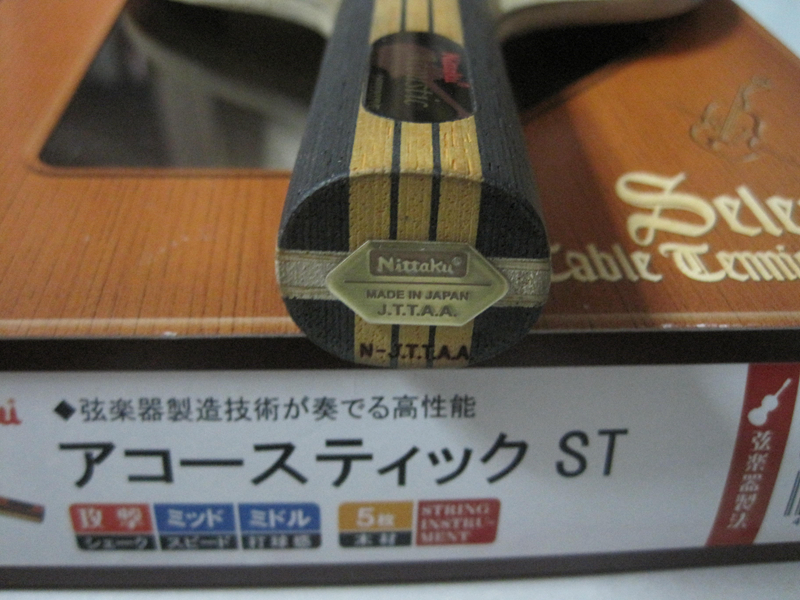 Nittaku
MADE IN JAPAN
J.T.T.A.A.
N-J.T.T.A.A.
◆弦楽器製造技術が奏でる高性能
アコースティック ST
攻撃
シェーク
ミッド
スピード
ミドル
打球感
5枚
木材
STRING
INSTRU-
MENT
弦楽器製法